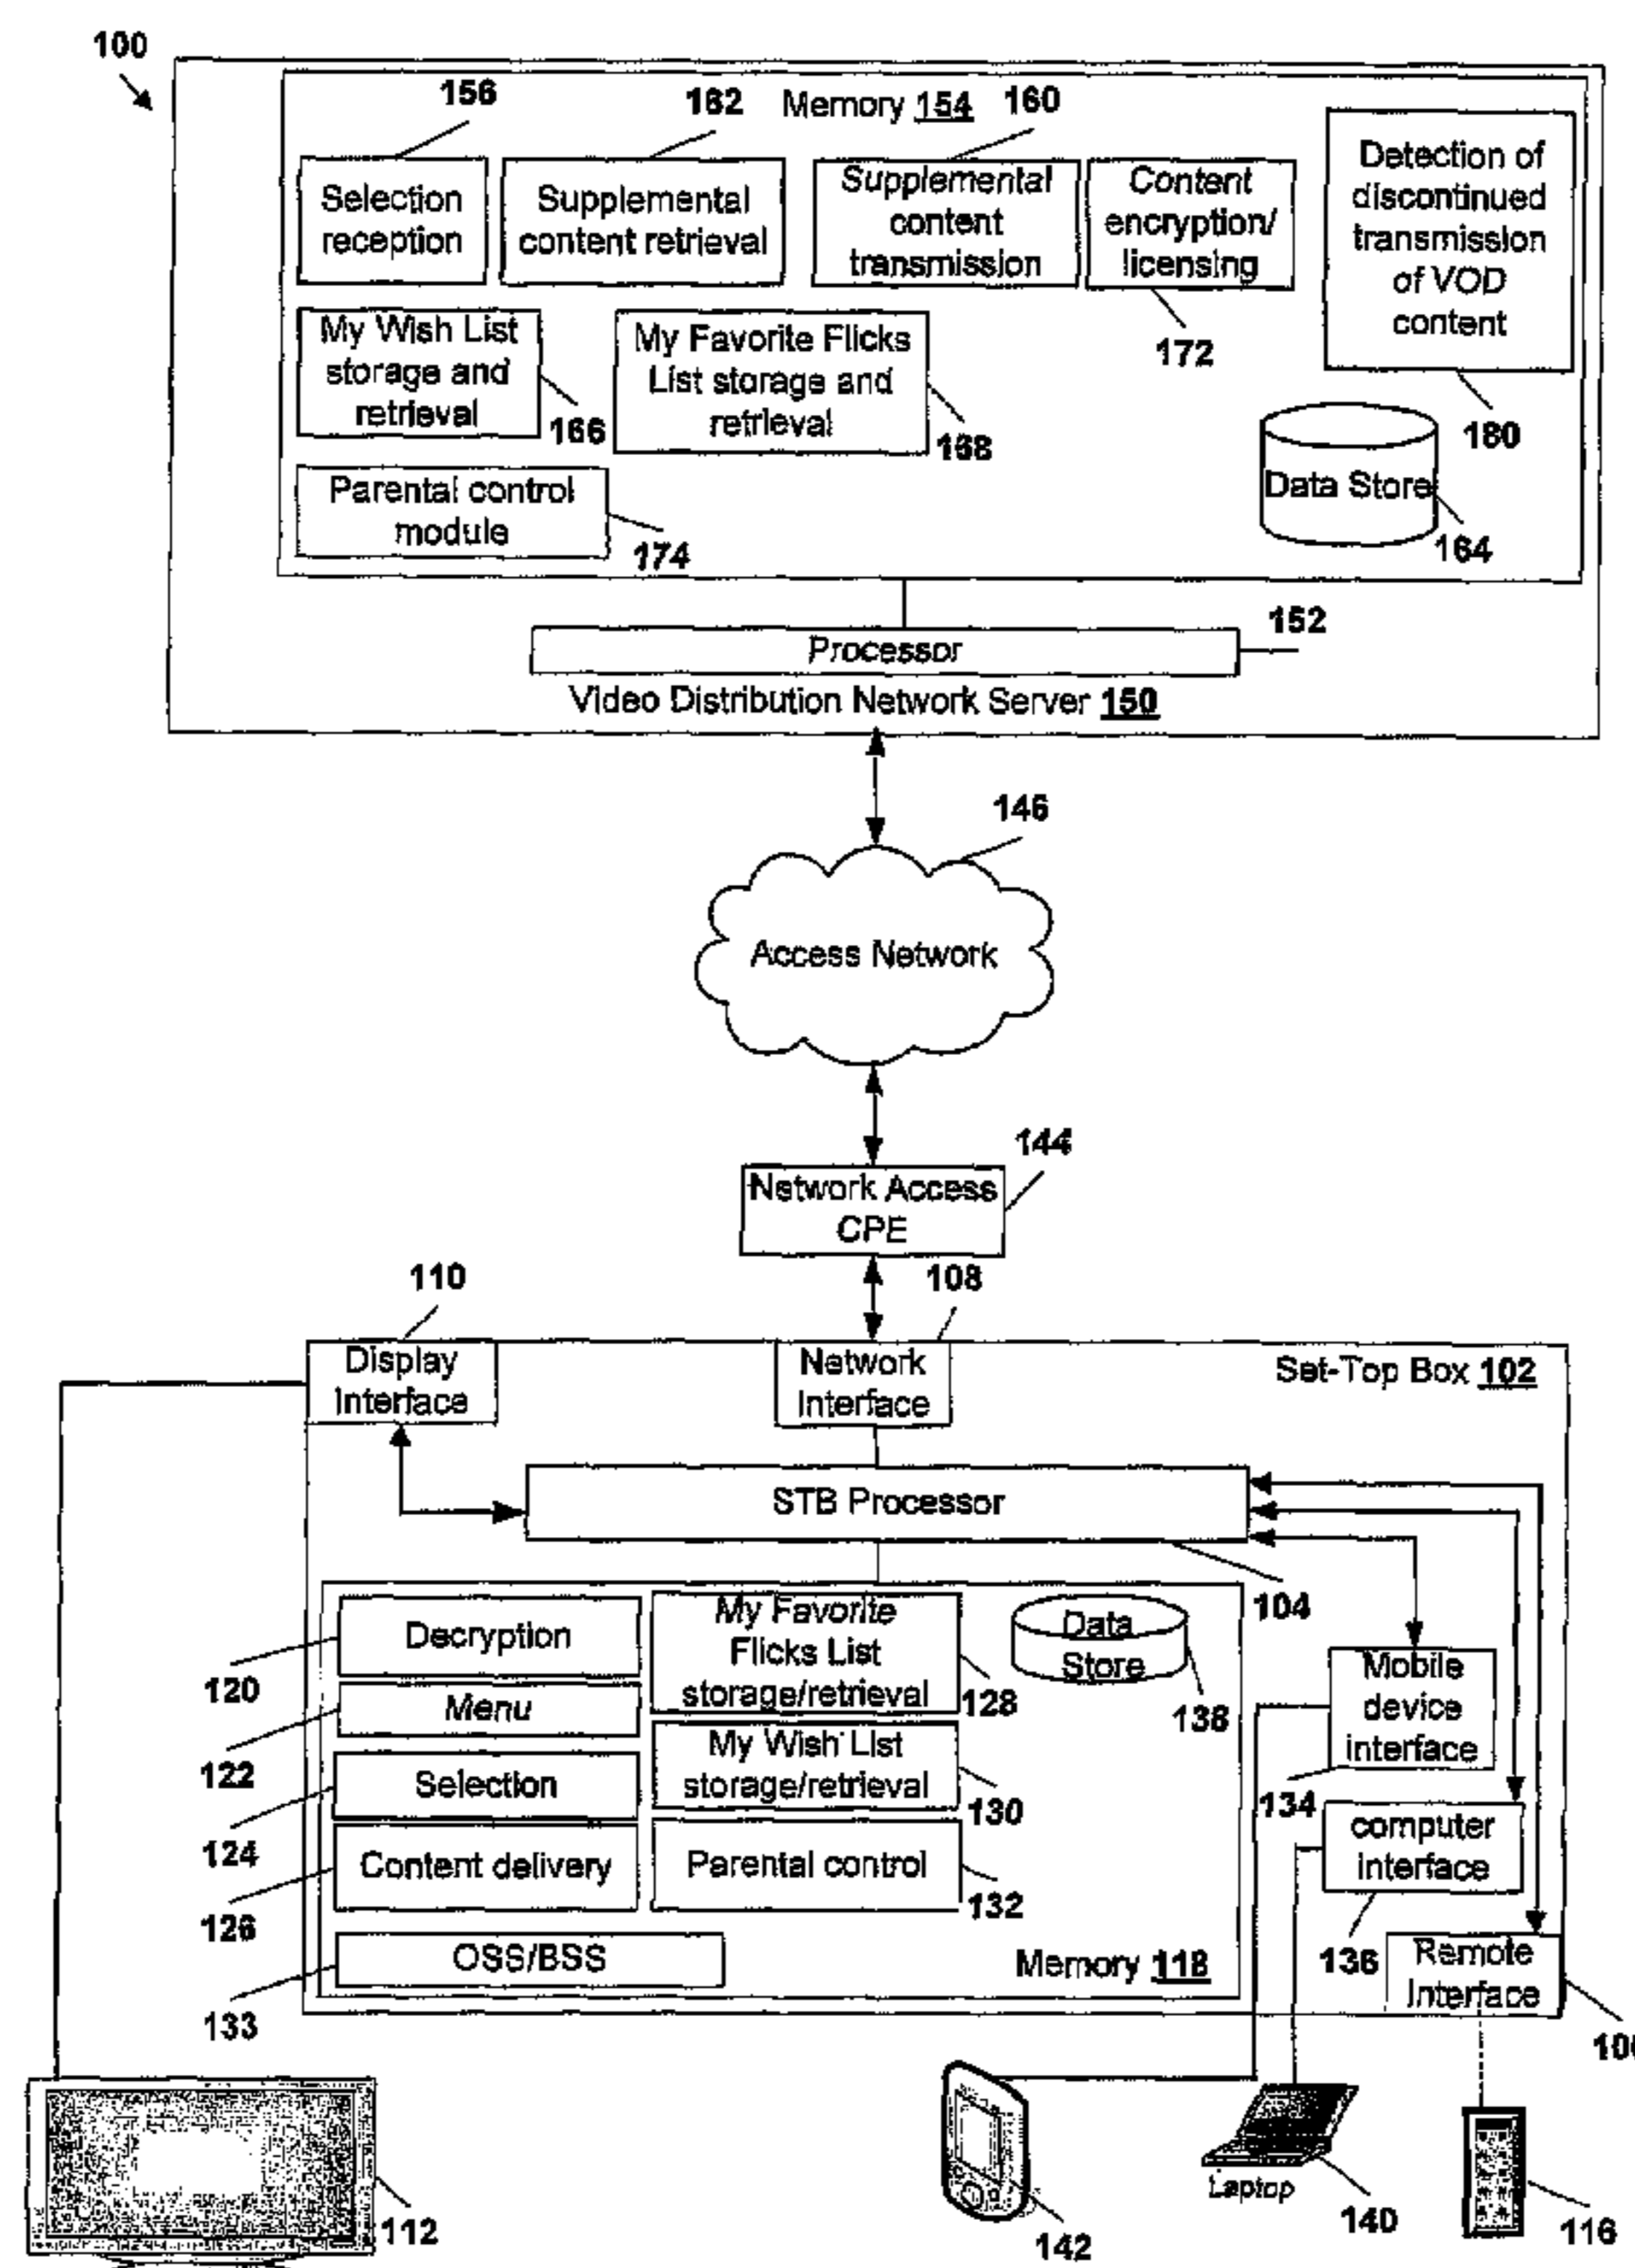 100
156
162
Memory 154
160
Selection
reception
Supplemental
content retrieval
Supplemental
content
transmission
Content
encryption/
licensing
Detection of
discontinued
transmission
of VOD
content
172
180
My Wish List
storage and
retrieval
166
My Favorite Flicks
List storage and
retrieval
168
Data Store
164
Parental control
module
174
152
Processor
Video Distribution Network Server 150
146
Access Network
144
Network Access
CPE
110
108
Display
Interface
Network
Interface
Set-Top Box 102
STB Processor
104
Decryption
120
My Favorite
Flicks List
storage/retrieval
128
Data
Store
138
Mobile
device
interface
134
Menu
122
My Wish List
storage/retrieval
130
Selection
124
computer
interface
136
Content delivery
126
Parental control
132
OSS/BSS
133
Memory 118
Remote
Interface
112
142
Laptop
140
116